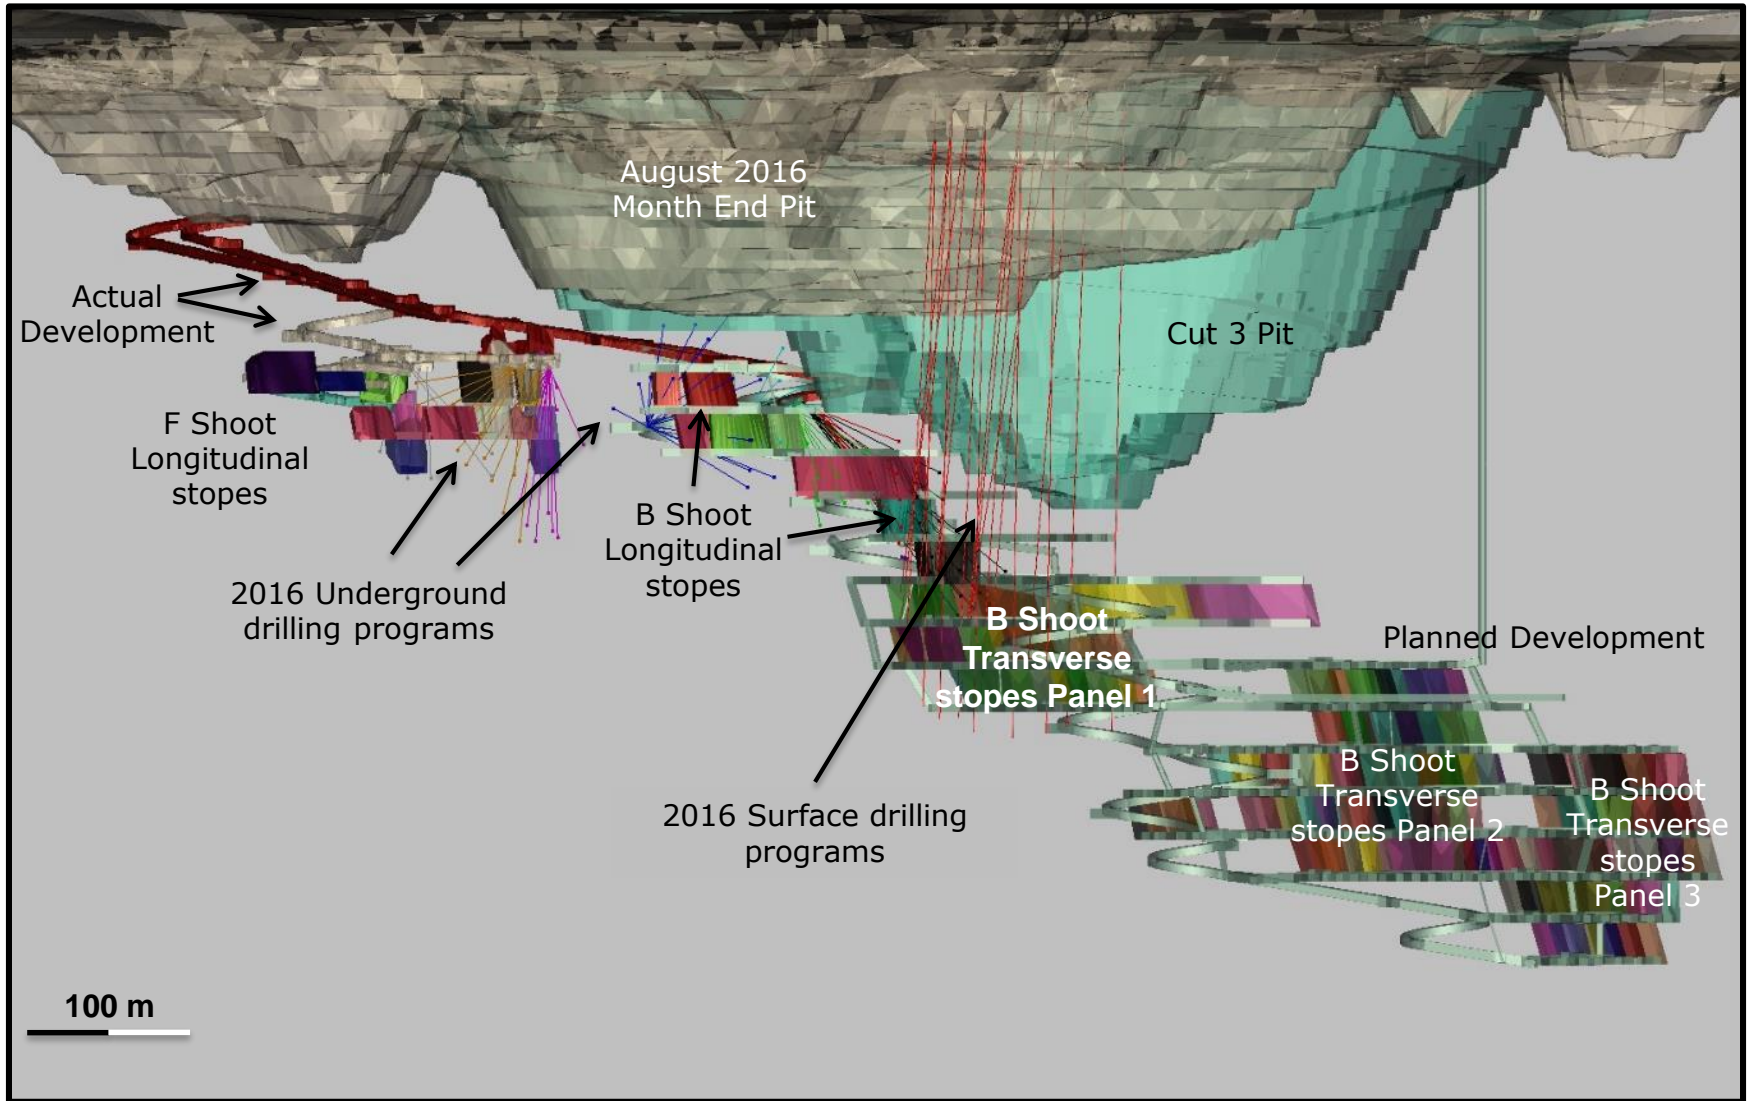 August 2016
Month End Pit
Actual
Development
Cut 3 Pit
F Shoot
Longitudinal
stopes
B Shoot
Longitudinal
stopes
2016 Underground
drilling programs
B Shoot
Transverse
stopes Panel 1
Planned Development
2016 Surface drilling
programs
B Shoot
Transverse
stopes Panel 2
B Shoot
Transverse
stopes
Panel 3
100 m